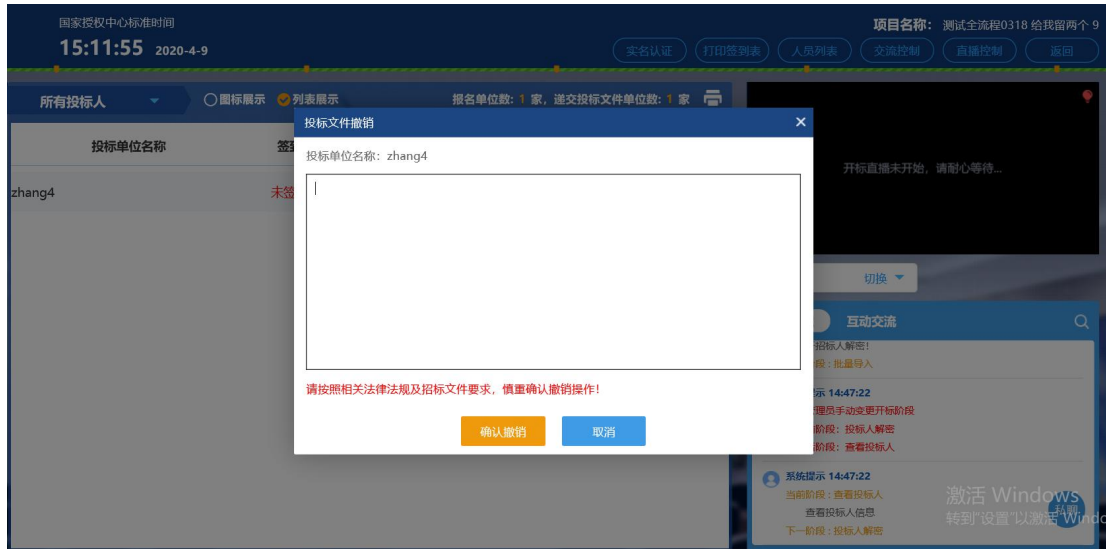 国家授权中心标准时间
15:11:55 2020-4-9
项目名称： 测试全流程0318 给我留两个 9
实名认证 打印签到表 人员列表 交流控制 直播控制 返回
所有投标人 图标展示 列表展示 报名单位数：1 家，递交投标文件单位数：1 家
投标单位名称 签到
zhang4 未签
投标文件撤销
投标单位名称：zhang4
请按照相关法律法规及招标文件要求，慎重确认撤销操作！
确认撤销 取消
开标直播未开始，请耐心等待...
切换
互动交流
招标人解密！
段：批量导入
示 14:47:22
理员手动变更开标阶段
阶段：投标人解密
阶段：查看投标人
系统提示 14:47:22
当前阶段：查看投标人
查看投标人信息
下一阶段：投标人解密
私聊
激活 Windows
转到"设置"以激活 Windo